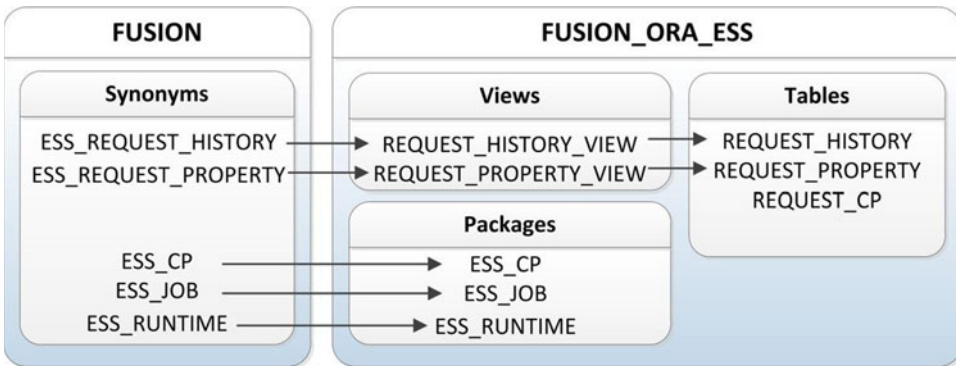 FUSION
Synonyms
ESS_REQUEST_HISTORY
ESS_REQUEST_PROPERTY
ESS_CP
ESS_JOB
ESS_RUNTIME
FUSION_ORA_ESS
Views
REQUEST_HISTORY_VIEW
REQUEST_PROPERTY_VIEW
Packages
ESS_CP
ESS_JOB
ESS_RUNTIME
Tables
REQUEST_HISTORY
REQUEST_PROPERTY
REQUEST_CP